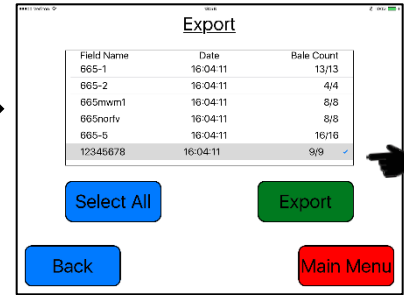 Export
Field Name Date Bale Count
665-1 16:04:11 13/13
665-2 16:04:11 4/4
665mwm1 16:04:11 8/8
665norfv 16:04:11 8/8
665-5 16:04:11 16/16
12345678 16:04:11 9/9
Select All Export
Back Main Menu